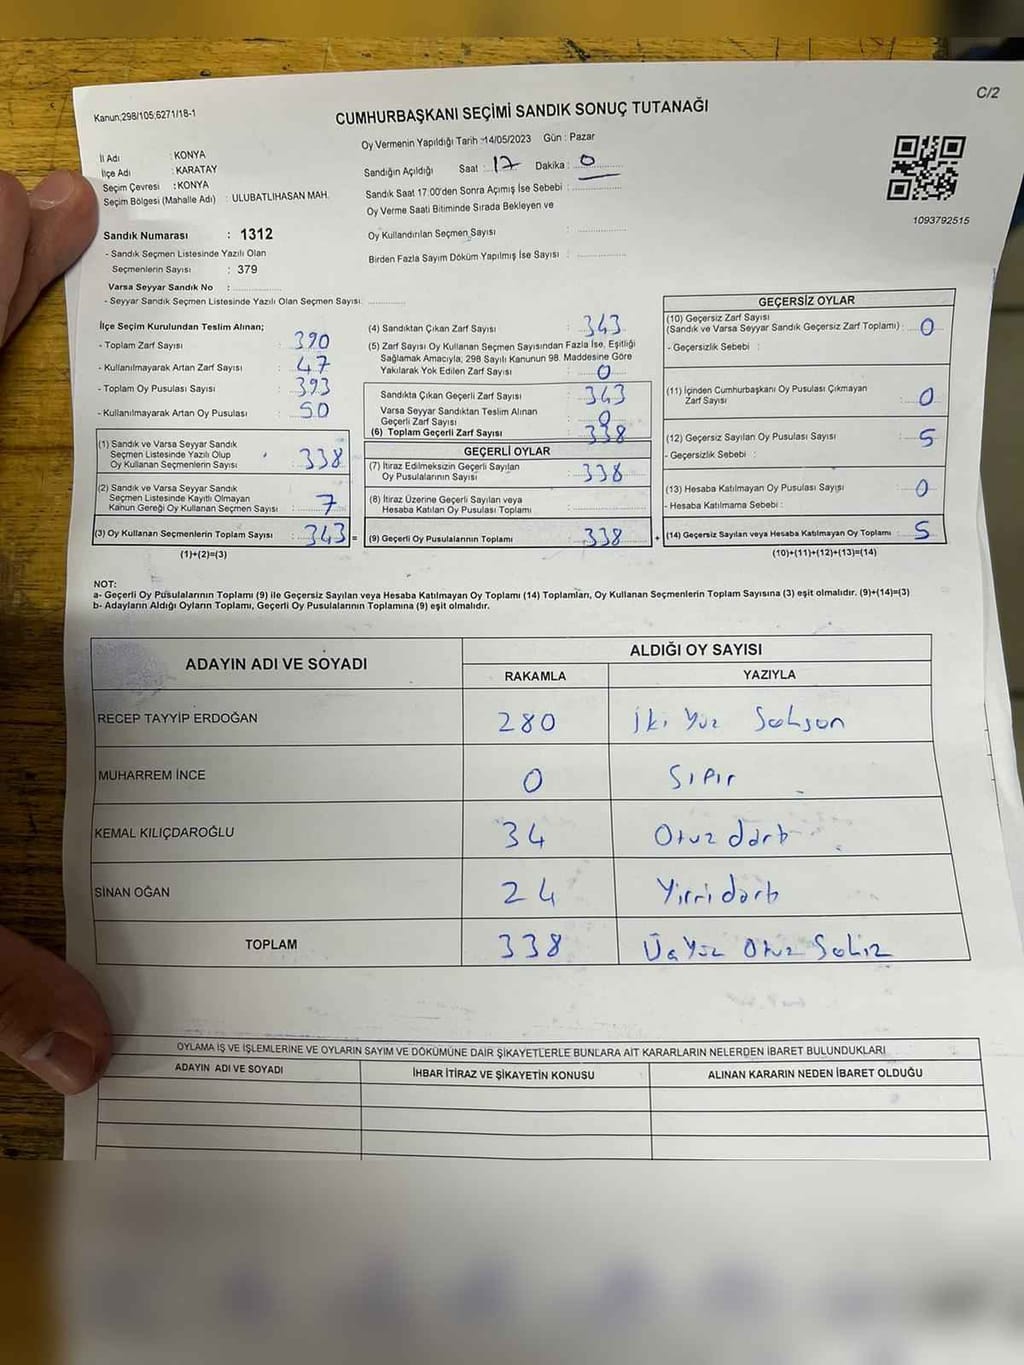 C/2
Kanun;298/105;6271/18-1
CUMHURBAŞKANI SEÇİMİ SANDIK SONUÇ TUTANAĞI
Oy Vermenin Yapıldığı Tarih :14/05/2023 Gün : Pazar
İl Adı : KONYA
İlçe Adı : KARATAY
Seçim Çevresi : KONYA
Seçim Bölgesi (Mahalle Adı) : ULUBATLIHASAN MAH.
Sandığın Açıldığı Saat : 17 Dakika : 0
Sandık Saat 17:00'den Sonra Açımış İse Sebebi :
Oy Verme Saati Bitiminde Sırada Bekleyen ve
Oy Kullandırılan Seçmen Sayısı :
Birden Fazla Sayım Döküm Yapılmış İse Sayısı :
1093792515
Sandık Numarası : 1312
- Sandık Seçmen Listesinde Yazılı Olan
Seçmenlerin Sayısı : 379
Varsa Seyyar Sandık No :
- Seyyar Sandık Seçmen Listesinde Yazılı Olan Seçmen Sayısı:
İlçe Seçim Kurulundan Teslim Alınan;
- Toplam Zarf Sayısı : 390
- Kullanılmayarak Artan Zarf Sayısı : 47
- Toplam Oy Pusulası Sayısı : 393
- Kullanılmayarak Artan Oy Pusulası : 50
(1) Sandık ve Varsa Seyyar Sandık
Seçmen Listesinde Yazılı Olup
Oy Kullanan Seçmenlerin Sayısı : 338
(2) Sandık ve Varsa Seyyar Sandık
Seçmen Listesinde Kayıtlı Olmayan
Kanun Gereği Oy Kullanan Seçmen Sayısı : 7
(3) Oy Kullanan Seçmenlerin Toplam Sayısı : 343 =
(1)+(2)=(3)
(4) Sandıktan Çıkan Zarf Sayısı : 343
(5) Zarf Sayısı Oy Kullanan Seçmen Sayısından Fazla İse, Eşitliği
Sağlamak Amacıyla; 298 Sayılı Kanunun 98. Maddesine Göre
Yakılarak Yok Edilen Zarf Sayısı : 0
Sandıkta Çıkan Geçerli Zarf Sayısı : 343
Varsa Seyyar Sandıktan Teslim Alınan
Geçerli Zarf Sayısı : 0
(6) Toplam Geçerli Zarf Sayısı : 338
GEÇERLİ OYLAR
(7) İtiraz Edilmeksizin Geçerli Sayılan
Oy Pusulalarının Sayısı : 338
(8) İtiraz Üzerine Geçerli Sayılan veya
Hesaba Katılan Oy Pusulası Toplamı :
(9) Geçerli Oy Pusulalarının Toplamı : 338 +
GEÇERSİZ OYLAR
(10) Geçersiz Zarf Sayısı
(Sandık ve Varsa Seyyar Sandık Geçersiz Zarf Toplamı) : 0
- Geçersizlik Sebebi :
(11) İçinden Cumhurbaşkanı Oy Pusulası Çıkmayan
Zarf Sayısı : 0
(12) Geçersiz Sayılan Oy Pusulası Sayısı : 5
- Geçersizlik Sebebi :
(13) Hesaba Katılmayan Oy Pusulası Sayısı : 0
- Hesaba Katılmama Sebebi :
(14) Geçersiz Sayılan veya Hesaba Katılmayan Oy Toplamı : 5
(10)+(11)+(12)+(13)=(14)
NOT:
a- Geçerli Oy Pusulalarının Toplamı (9) ile Geçersiz Sayılan veya Hesaba Katılmayan Oy Toplamı (14) Toplamları, Oy Kullanan Seçmenlerin Toplam Sayısına (3) eşit olmalıdır. (9)+(14)=(3)
b- Adayların Aldığı Oyların Toplamı, Geçerli Oy Pusulalarının Toplamına (9) eşit olmalıdır.
ADAYIN ADI VE SOYADI
ALDIĞI OY SAYISI
RAKAMLA YAZIYLA
RECEP TAYYİP ERDOĞAN 280 İki Yüz Seksen
MUHARREM İNCE 0 Sıfır
KEMAL KILIÇDAROĞLU 34 Otuz dört
SİNAN OĞAN 24 Yirmi dört
TOPLAM 338 Üç Yüz Otuz Sekiz
OYLAMA İŞ VE İŞLEMLERİNE VE OYLARIN SAYIM VE DÖKÜMÜNE DAİR ŞİKAYETLERLE BUNLARA AİT KARARLARIN NELERDEN İBARET BULUNDUKLARI
ADAYIN ADI VE SOYADI İHBAR İTİRAZ VE ŞİKAYETİN KONUSU ALINAN KARARIN NEDEN İBARET OLDUĞU